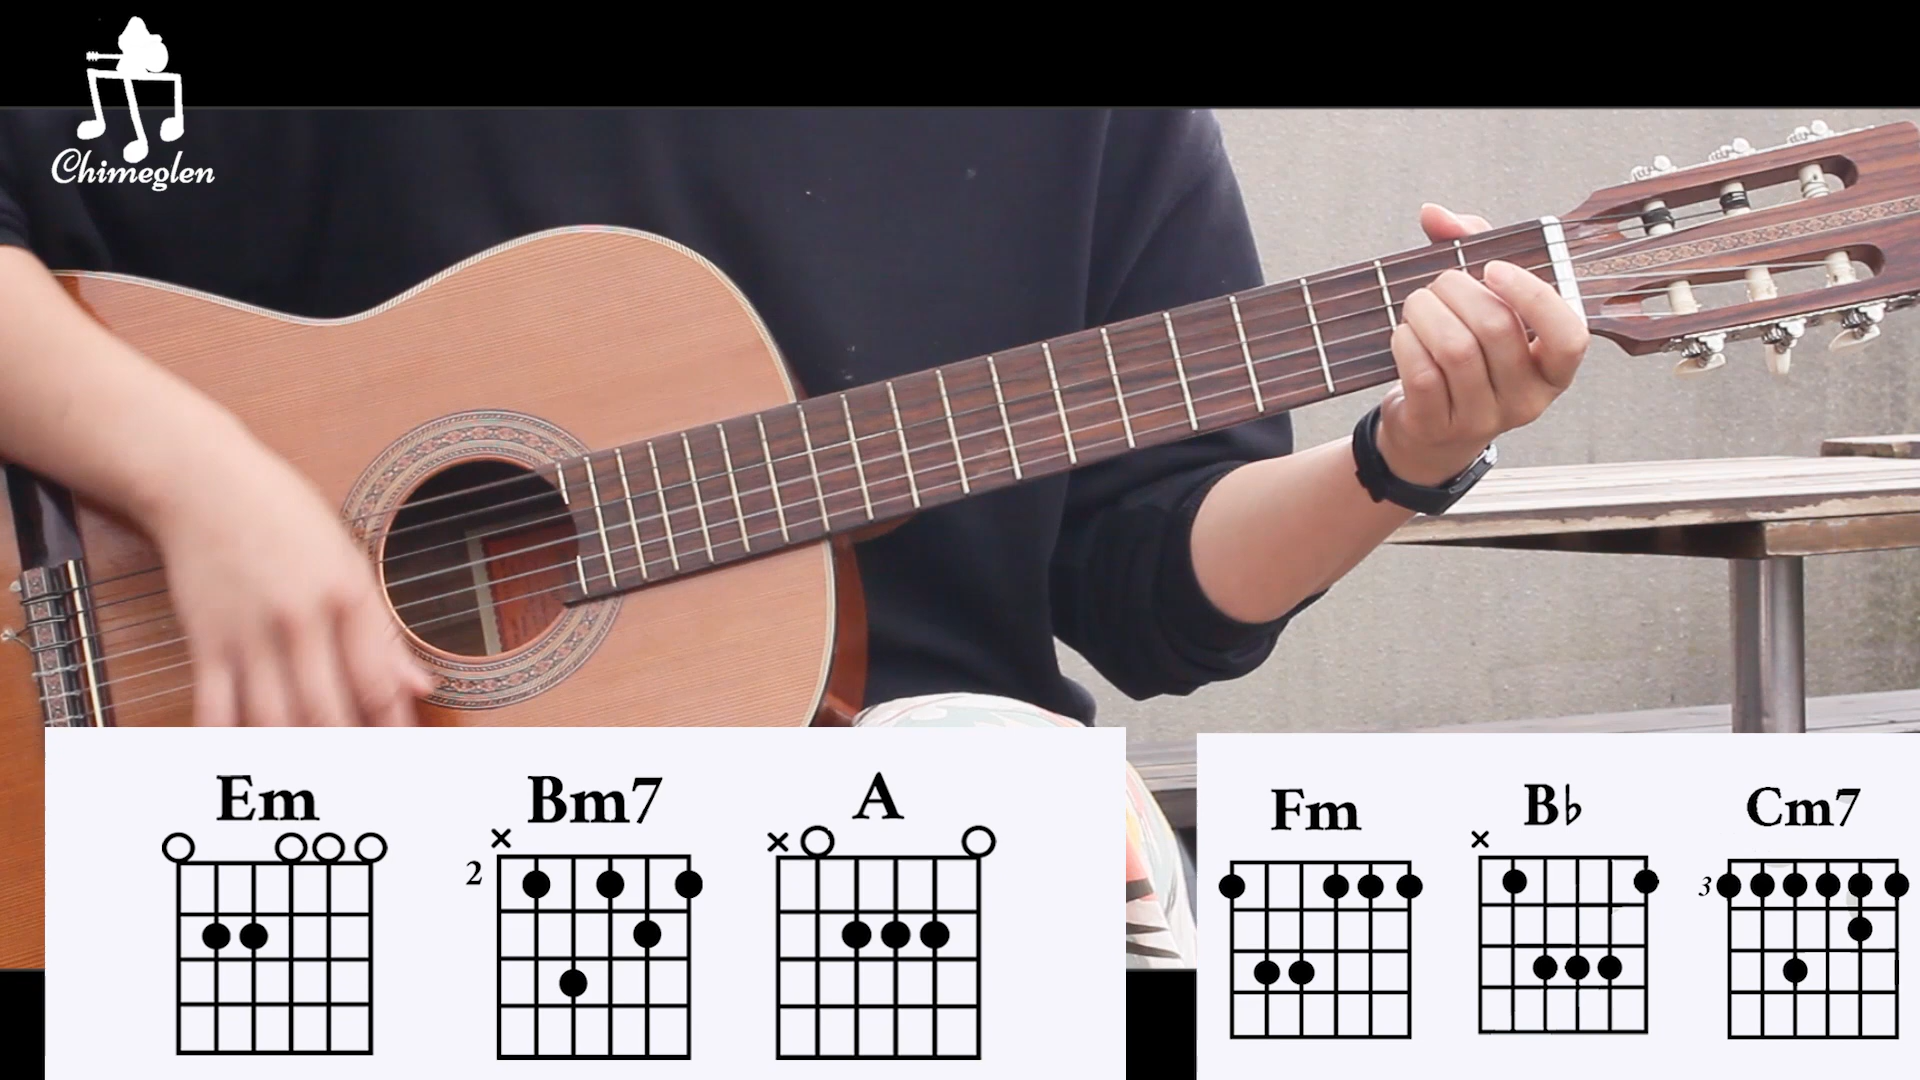 Chimeglen
Em Bm7 A
× 2 ×
Fm B♭ Cm7
× 3